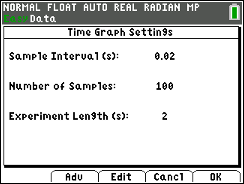 NORMAL FLOAT AUTO REAL RADIAN MP
EasyData
Time Graph Settings
Sample Interval (s): 0.02
Number of Samples: 100
Experiment Length (s): 2
Adv Edit Cancl OK